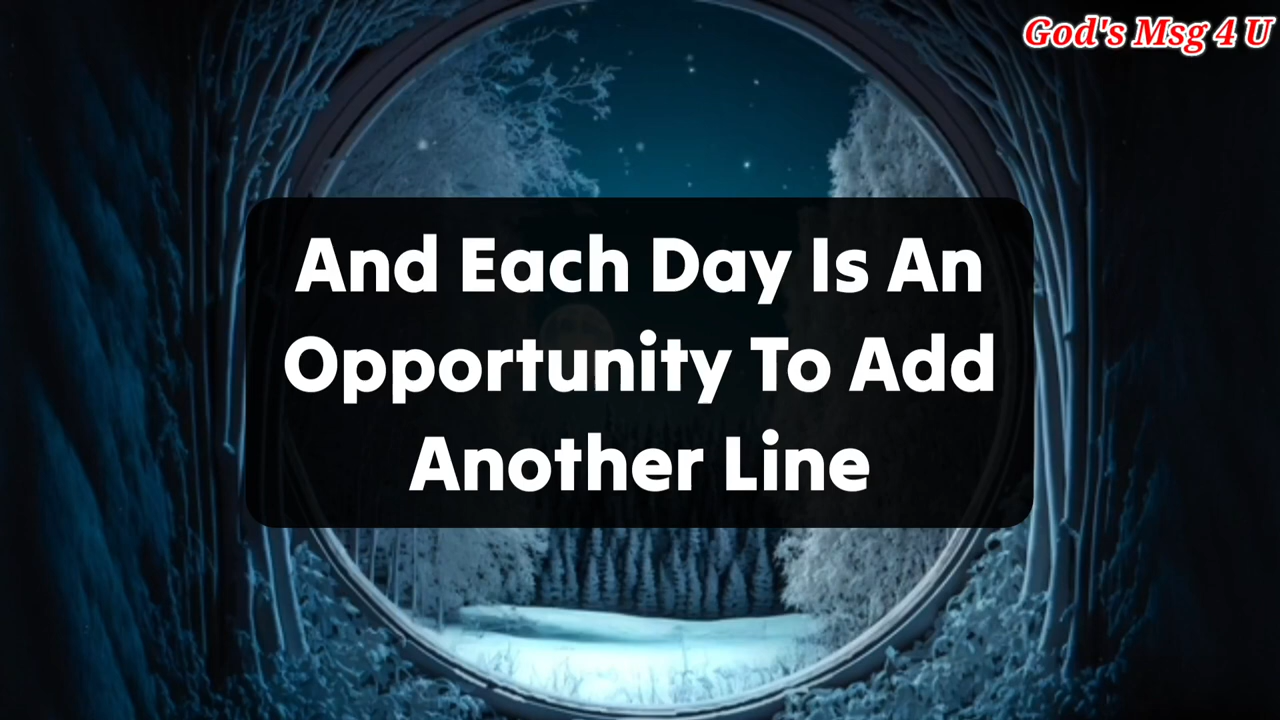 God's Msg 4 U
And Each Day Is An
Opportunity To Add
Another Line